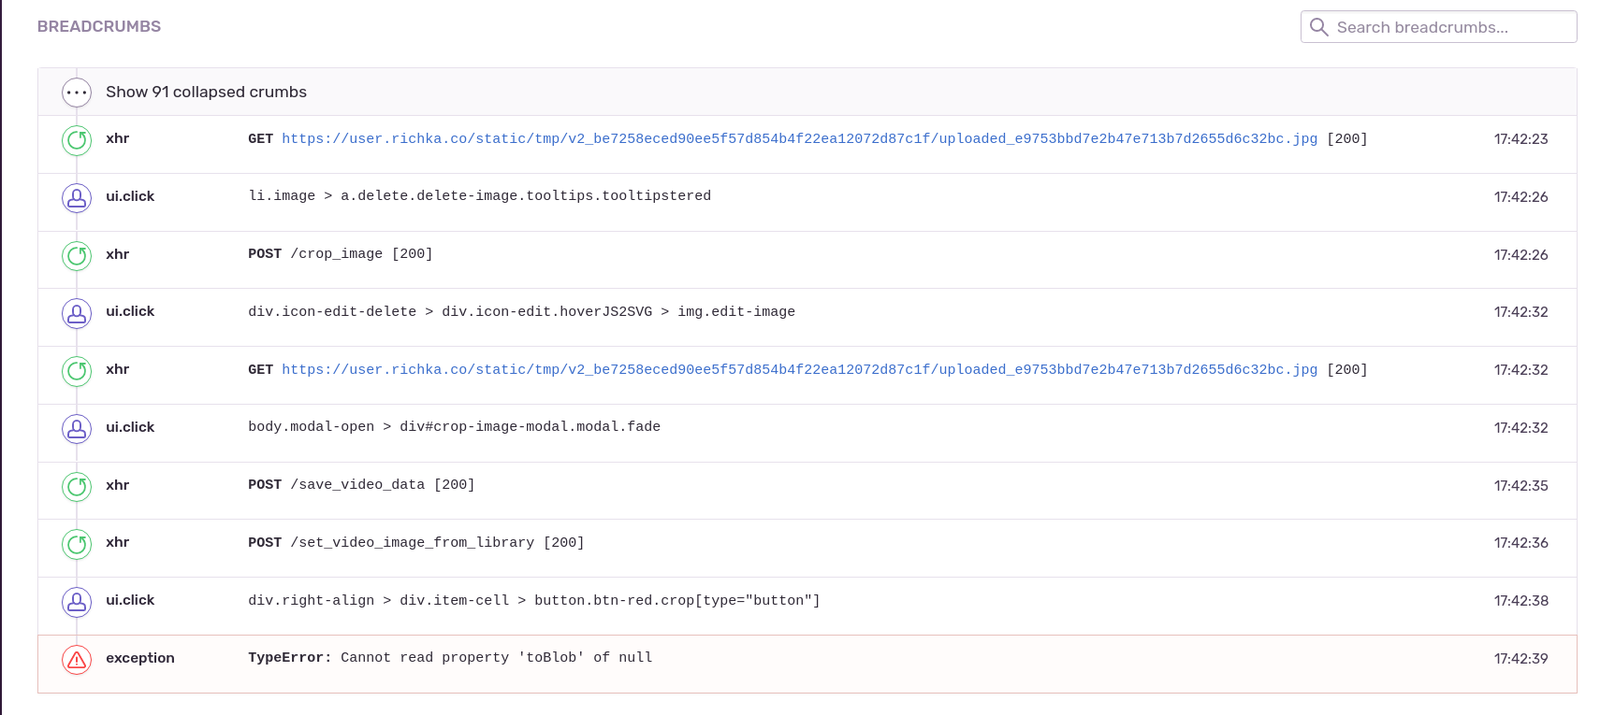 BREADCRUMBS
Search breadcrumbs...
Show 91 collapsed crumbs
xhr GET https://user.richka.co/static/tmp/v2_be7258eced90ee5f57d854b4f22ea12072d87c1f/uploaded_e9753bbd7e2b47e713b7d2655d6c32bc.jpg [200] 17:42:23
ui.click li.image > a.delete.delete-image.tooltips.tooltipstered 17:42:26
xhr POST /crop_image [200] 17:42:26
ui.click div.icon-edit-delete > div.icon-edit.hoverJS2SVG > img.edit-image 17:42:32
xhr GET https://user.richka.co/static/tmp/v2_be7258eced90ee5f57d854b4f22ea12072d87c1f/uploaded_e9753bbd7e2b47e713b7d2655d6c32bc.jpg [200] 17:42:32
ui.click body.modal-open > div#crop-image-modal.modal.fade 17:42:32
xhr POST /save_video_data [200] 17:42:35
xhr POST /set_video_image_from_library [200] 17:42:36
ui.click div.right-align > div.item-cell > button.btn-red.crop[type="button"] 17:42:38
exception TypeError: Cannot read property 'toBlob' of null 17:42:39